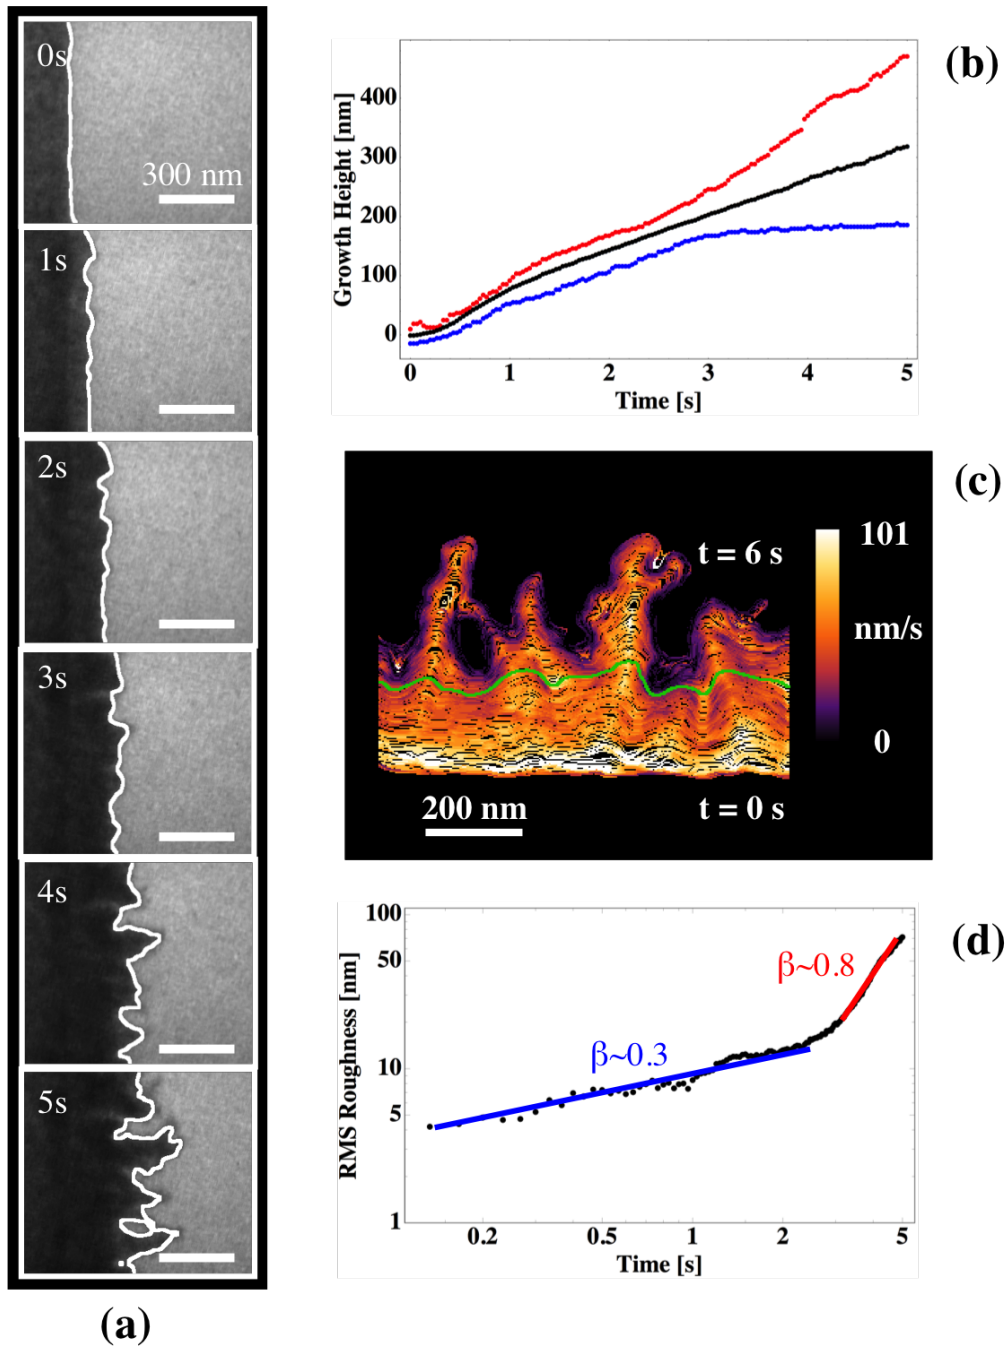 0s
300 nm
1s
2s
3s
4s
5s
(a)
(b)
Growth Height [nm]
400
300
200
100
0
0 1 2 3 4 5
Time [s]
(c)
t = 6 s
101
nm/s
0
200 nm
t = 0 s
(d)
RMS Roughness [nm]
100
50
10
5
1
β~0.3
β~0.8
0.2 0.5 1 2 5
Time [s]